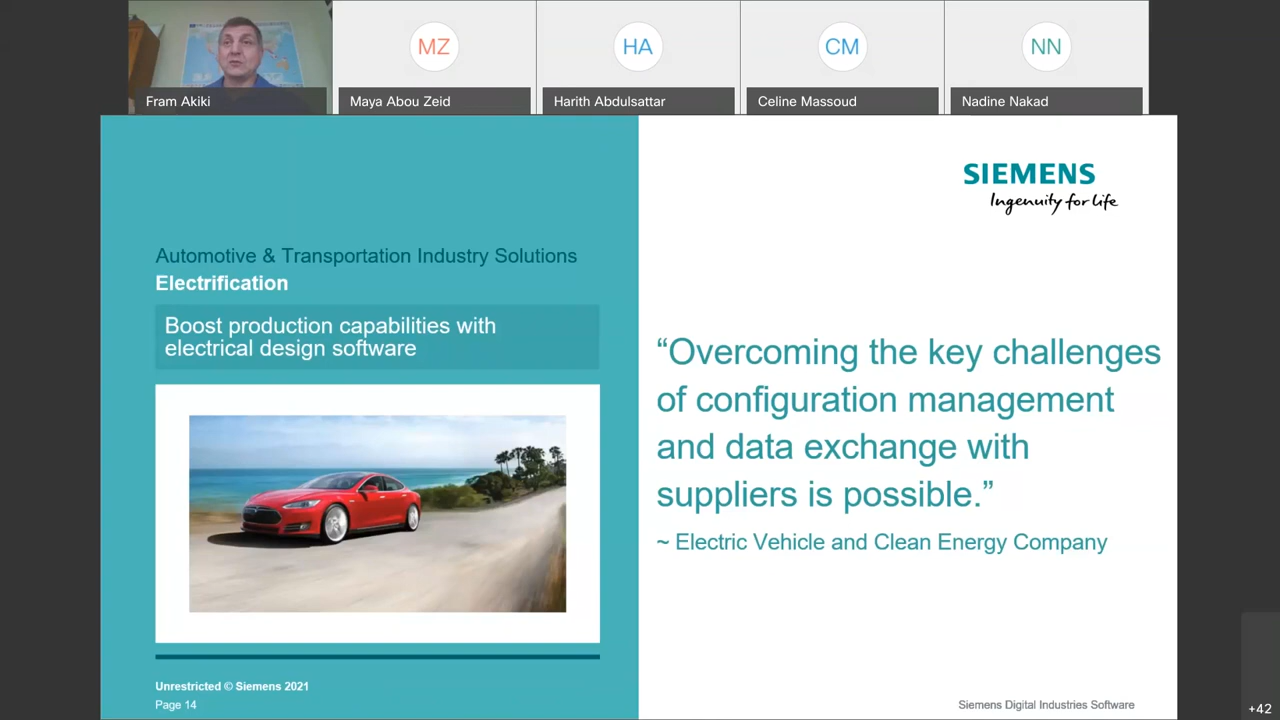 MZ
HA
CM
NN
Fram Akiki
Maya Abou Zeid
Harith Abdulsattar
Celine Massoud
Nadine Nakad
SIEMENS
Ingenuity for life
Automotive & Transportation Industry Solutions
Electrification
Boost production capabilities with
electrical design software
“Overcoming the key challenges
of configuration management
and data exchange with
suppliers is possible.”
~ Electric Vehicle and Clean Energy Company
Unrestricted © Siemens 2021
Page 14
Siemens Digital Industries Software
+42